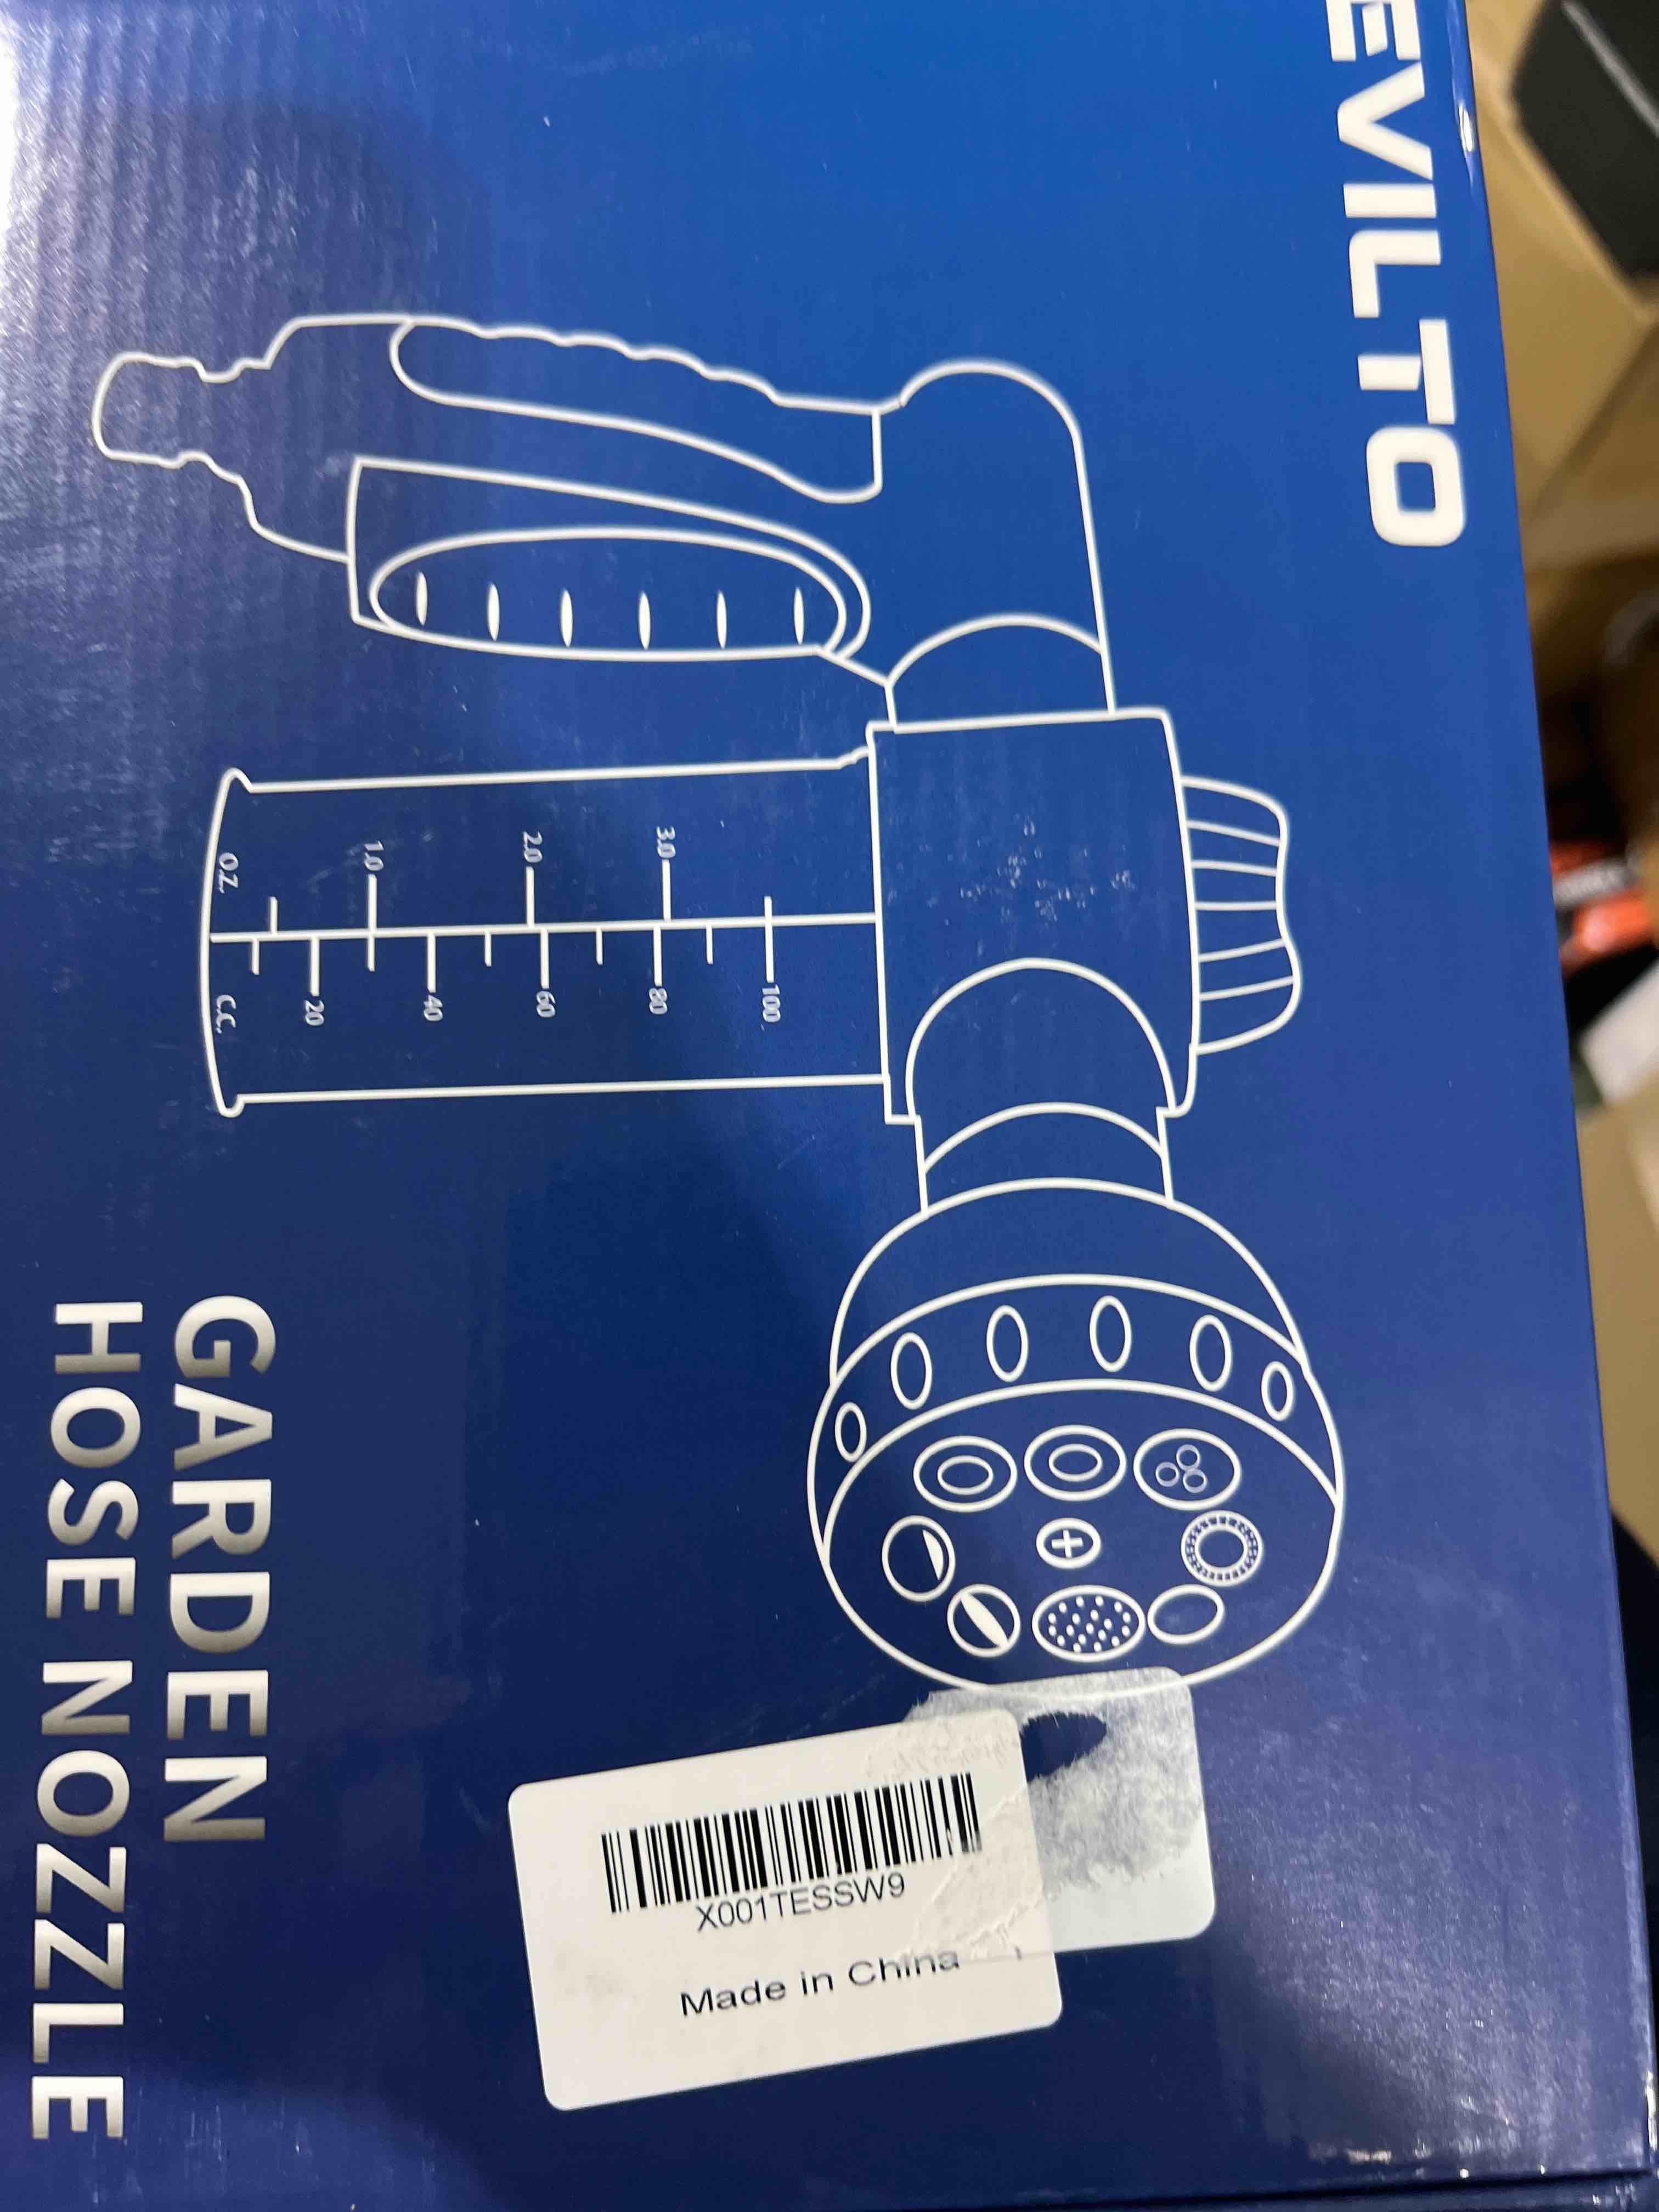 EVILTO
3.0
2.0
1.0
O.Z.
100
80
60
40
20
C.C.
GARDEN
HOSE NOZZLE
X001TESSW9
Made in China